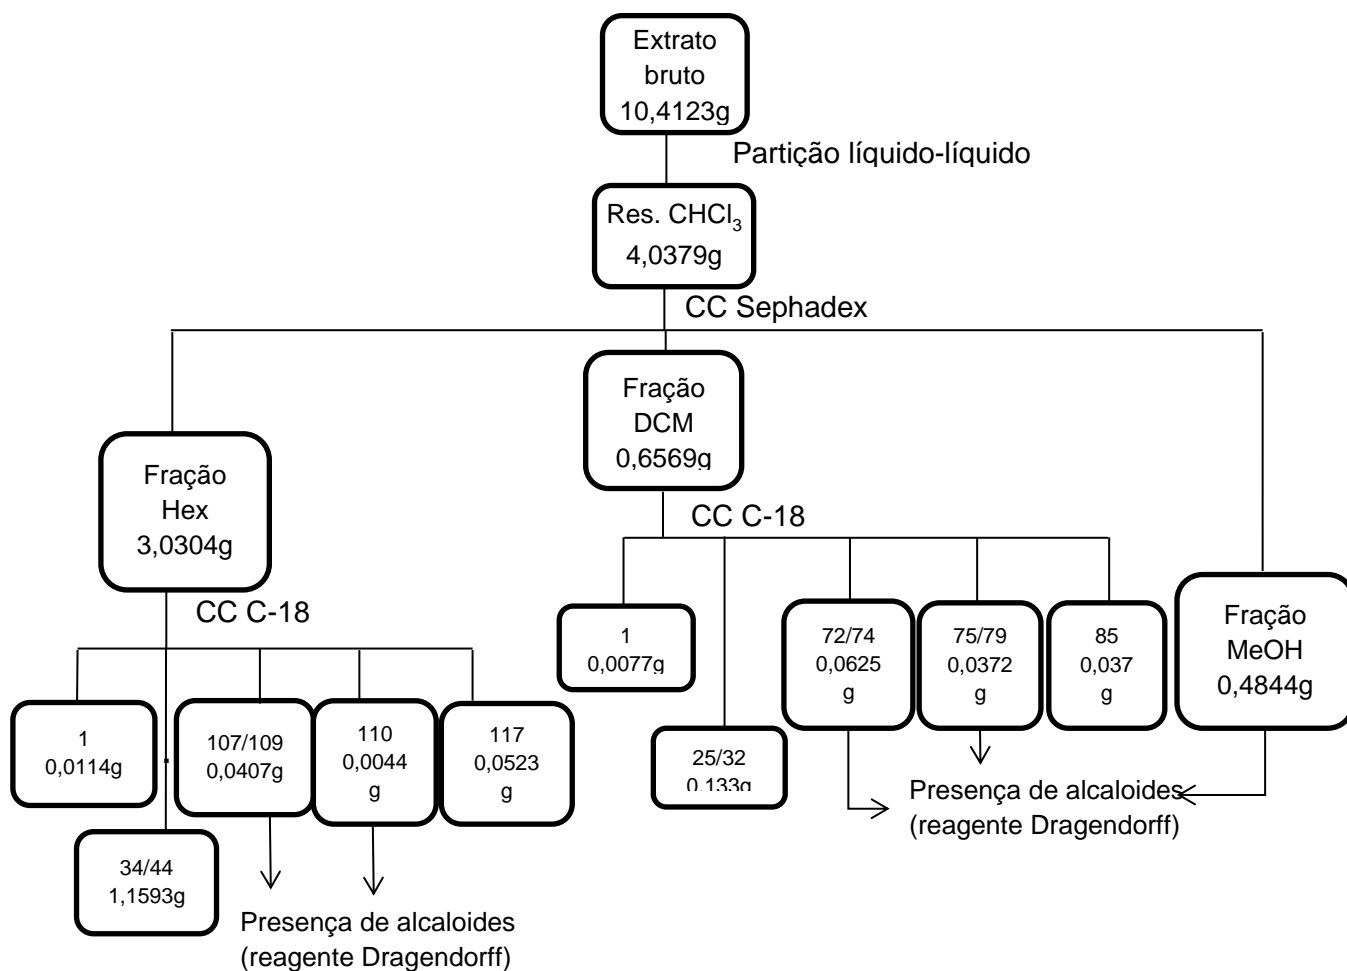 Extrato
bruto
10,4123g
Partição líquido-líquido
Res. CHCl3
4,0379g
CC Sephadex
Fração
Hex
3,0304g
Fração
DCM
0,6569g
Fração
MeOH
0,4844g
CC C-18
1
0,0114g
34/44
1,1593g
107/109
0,0407g
110
0,0044
g
117
0,0523
g
Presença de alcaloides
(reagente Dragendorff)
CC C-18
1
0,0077g
25/32
0,133g
72/74
0,0625
g
75/79
0,0372
g
85
0,037
g
Presença de alcaloides
(reagente Dragendorff)